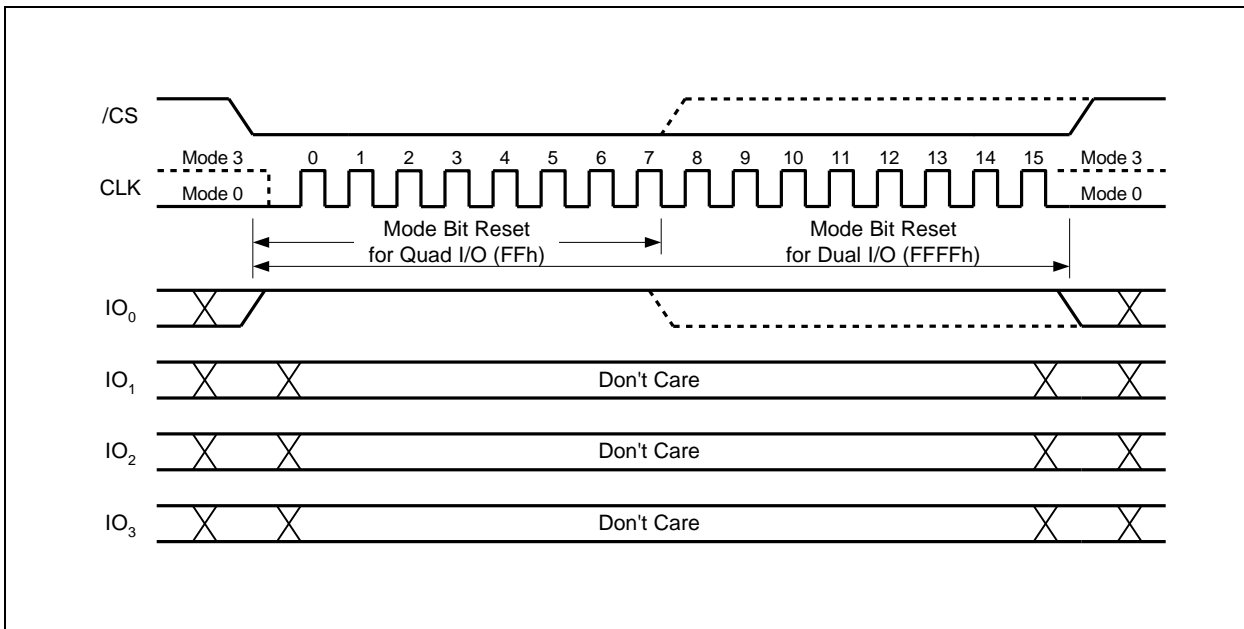 /CS
Mode 3 0 1 2 3 4 5 6 7 8 9 10 11 12 13 14 15 Mode 3
CLK
Mode 0 Mode 0
Mode Bit Reset Mode Bit Reset
for Quad I/O (FFh) for Dual I/O (FFFFh)
IO0
IO1 Don't Care
IO2 Don't Care
IO3 Don't Care